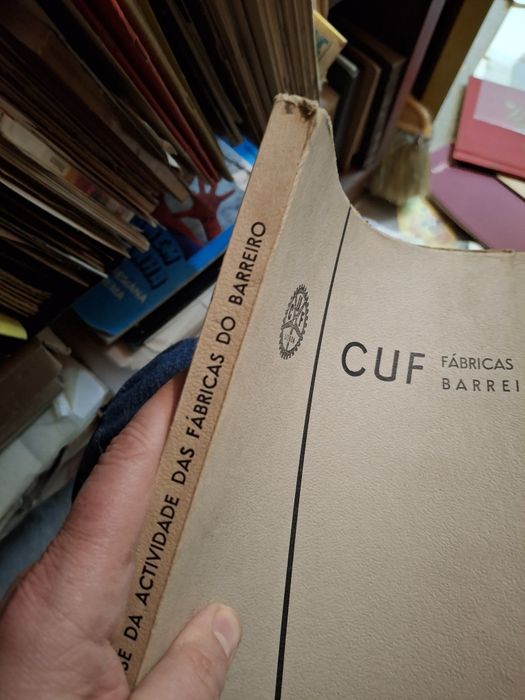 SE DA ACTIVIDADE DAS FÁBRICAS DO BARREIRO
CUF
FÁBRICAS
BARREI